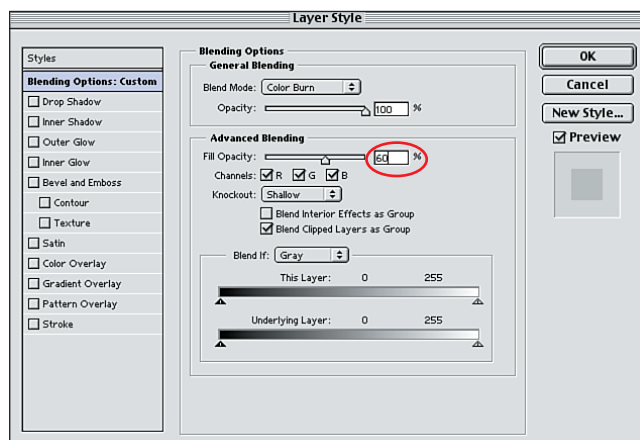 Layer Style
Styles
Blending Options: Custom
Drop Shadow
Inner Shadow
Outer Glow
Inner Glow
Bevel and Emboss
Contour
Texture
Satin
Color Overlay
Gradient Overlay
Pattern Overlay
Stroke
Blending Options
General Blending
Blend Mode: Color Burn
Opacity: 100 %
Advanced Blending
Fill Opacity: 60 %
Channels: R G B
Knockout: Shallow
Blend Interior Effects as Group
Blend Clipped Layers as Group
Blend If: Gray
This Layer: 0 255
Underlying Layer: 0 255
OK
Cancel
New Style...
Preview